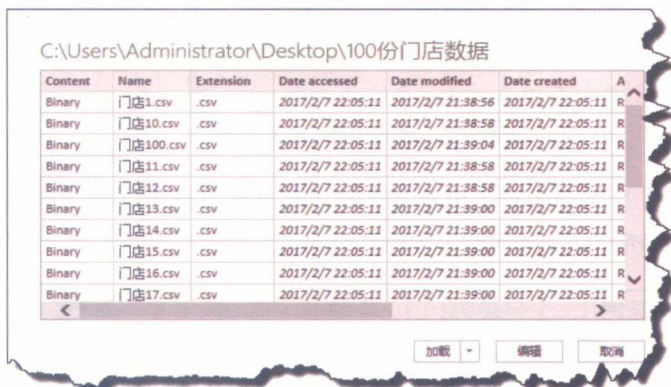 C:\Users\Administrator\Desktop\100份门店数据
Content Name Extension Date accessed Date modified Date created A
Binary 门店1.csv .csv 2017/2/7 22:05:11 2017/2/7 21:38:56 2017/2/7 22:05:11 R
Binary 门店10.csv .csv 2017/2/7 22:05:11 2017/2/7 21:38:58 2017/2/7 22:05:11 R
Binary 门店100.csv .csv 2017/2/7 22:05:11 2017/2/7 21:39:04 2017/2/7 22:05:11 R
Binary 门店11.csv .csv 2017/2/7 22:05:11 2017/2/7 21:38:58 2017/2/7 22:05:11 R
Binary 门店12.csv .csv 2017/2/7 22:05:11 2017/2/7 21:38:58 2017/2/7 22:05:11 R
Binary 门店13.csv .csv 2017/2/7 22:05:11 2017/2/7 21:39:00 2017/2/7 22:05:11 R
Binary 门店14.csv .csv 2017/2/7 22:05:11 2017/2/7 21:39:00 2017/2/7 22:05:11 R
Binary 门店15.csv .csv 2017/2/7 22:05:11 2017/2/7 21:39:00 2017/2/7 22:05:11 R
Binary 门店16.csv .csv 2017/2/7 22:05:11 2017/2/7 21:39:00 2017/2/7 22:05:11 R
Binary 门店17.csv .csv 2017/2/7 22:05:11 2017/2/7 21:39:00 2017/2/7 22:05:11 R
加载 编辑 取消